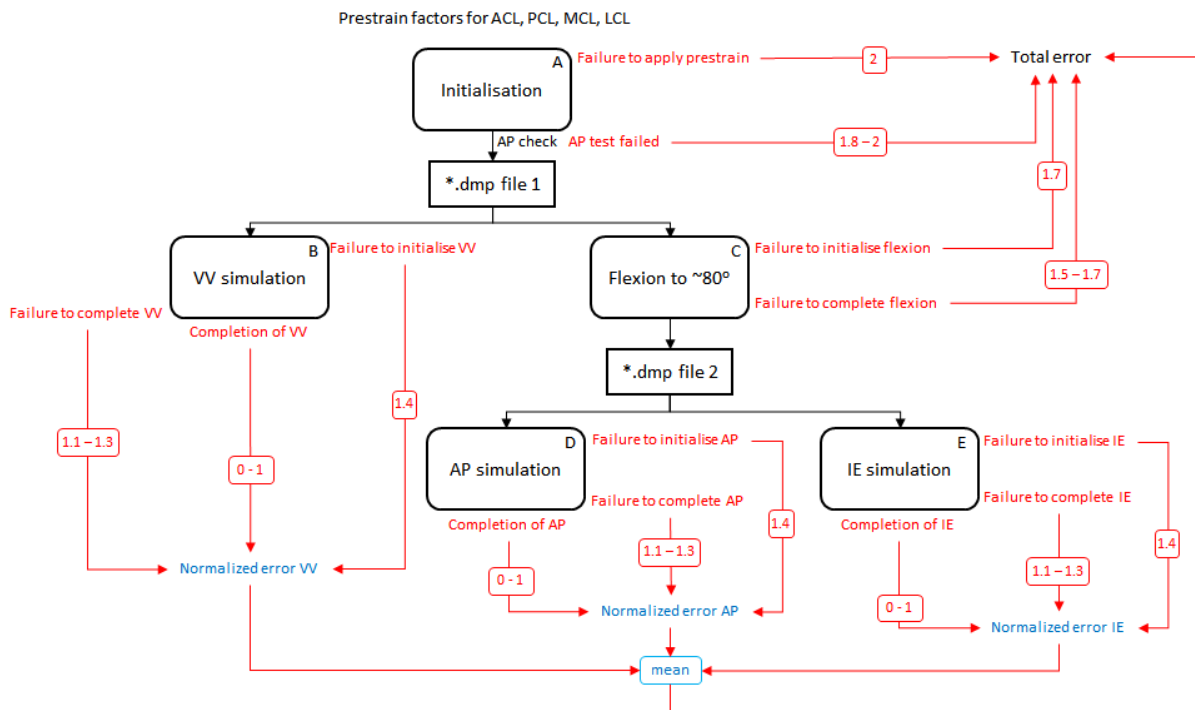 Prestrain factors for ACL, PCL, MCL, LCL
A
Initialisation
Failure to apply prestrain
2
Total error
AP check
AP test failed
1.8 – 2
*.dmp file 1
1.7
B
VV simulation
Failure to initialise VV
C
Flexion to ~80º
Failure to initialise flexion
1.5 – 1.7
Failure to complete flexion
Failure to complete VV
Completion of VV
*.dmp file 2
1.4
1.1 – 1.3
0 - 1
D
AP simulation
Failure to initialise AP
E
IE simulation
Failure to initialise IE
Failure to complete AP
Failure to complete IE
Completion of AP
1.4
Completion of IE
1.4
1.1 – 1.3
1.1 – 1.3
0 - 1
0 - 1
Normalized error VV
Normalized error AP
Normalized error IE
mean